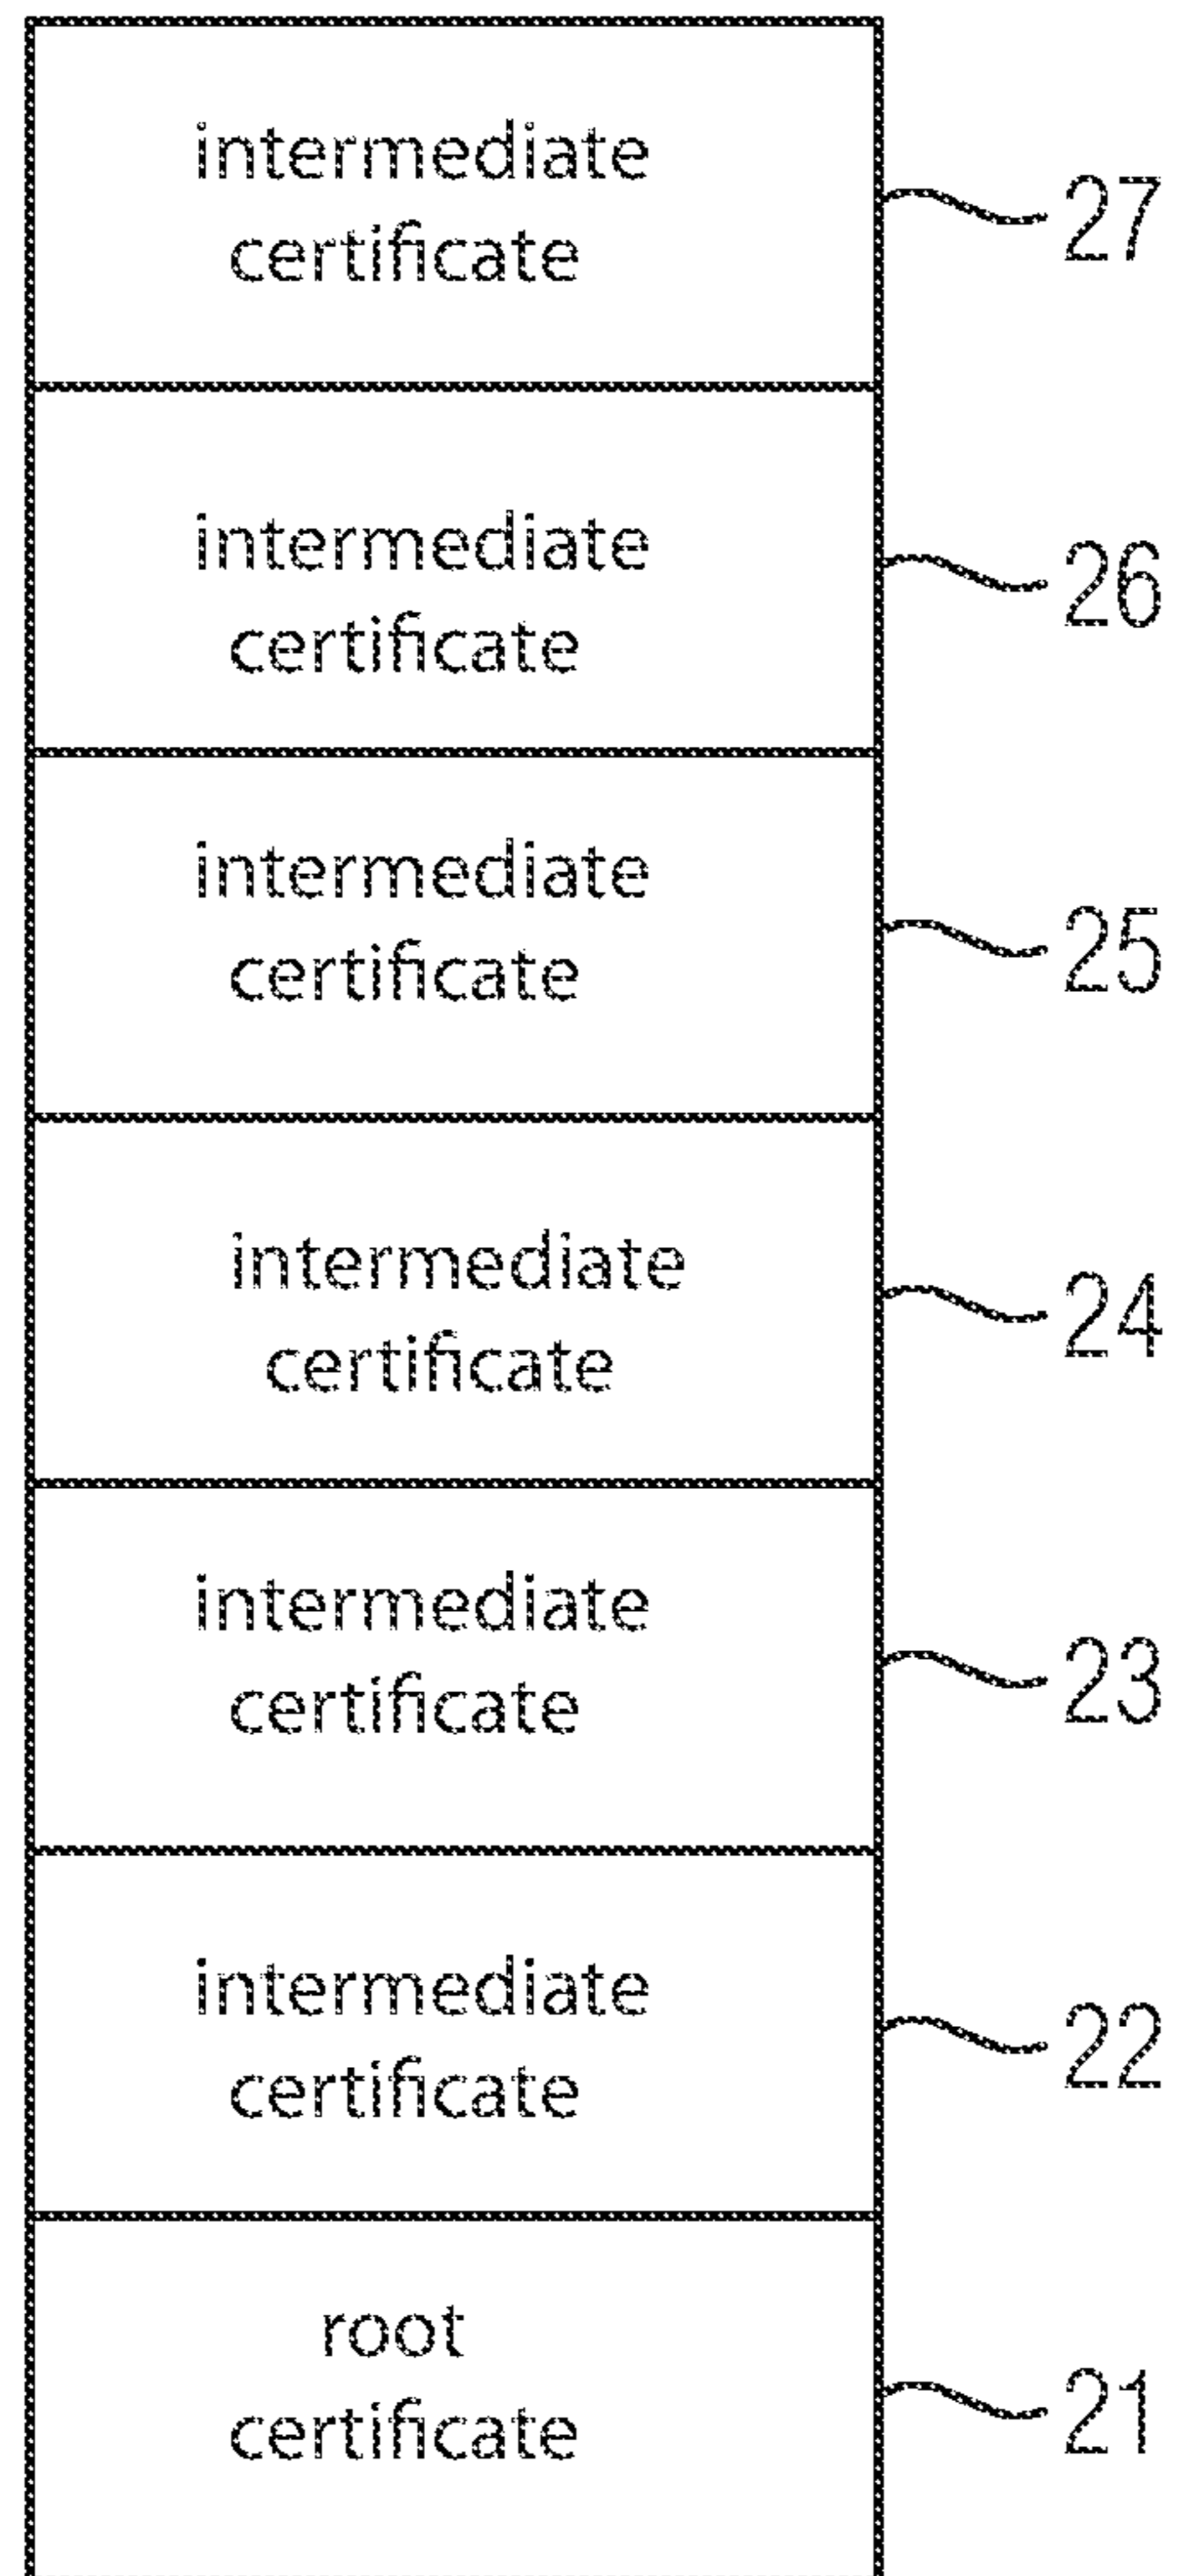 intermediate
certificate
27
intermediate
certificate
26
intermediate
certificate
25
intermediate
certificate
24
intermediate
certificate
23
intermediate
certificate
22
root
certificate
21